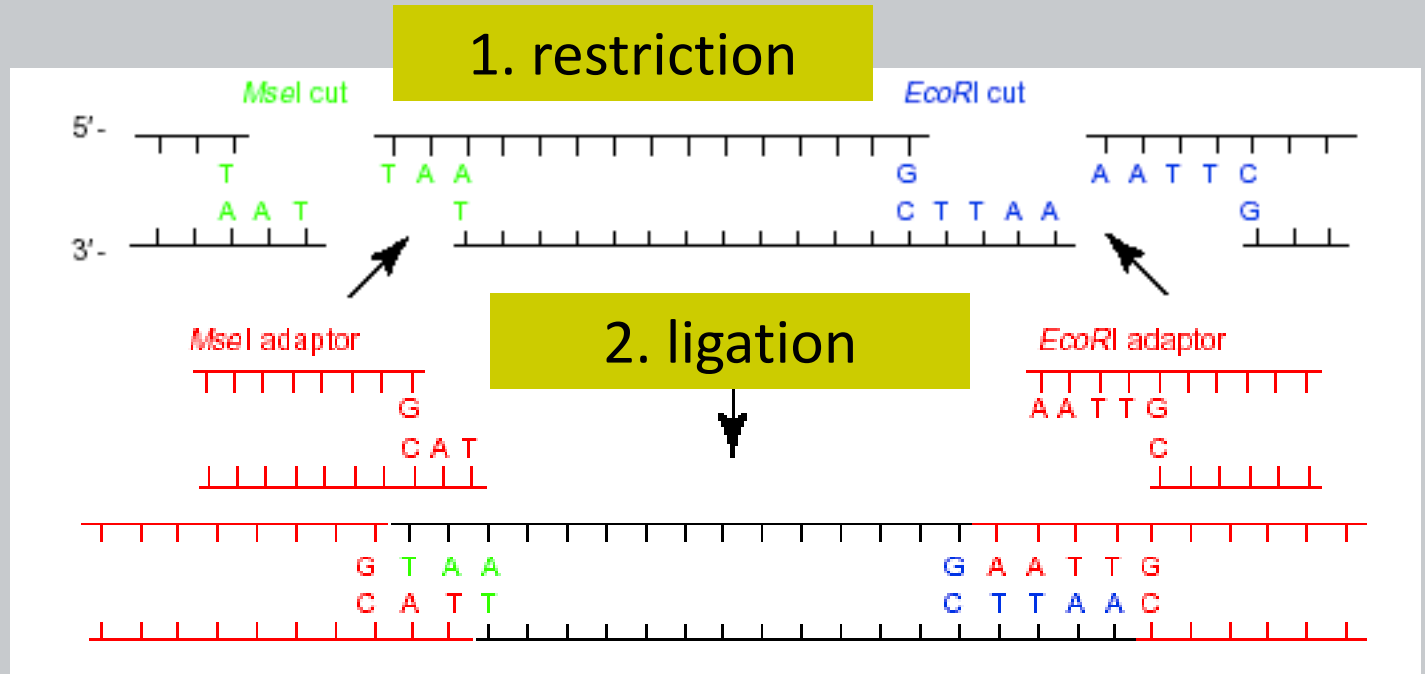 1. restriction
MseI cut
EcoRI cut
5'-
T
T A A
G
A A T T C
A A T
T
C T T A A
G
3'-
2. ligation
MseI adaptor
EcoRI adaptor
G
A A T T G
C A T
C
G T A A
G A A T T G
C A T T
C T T A A C